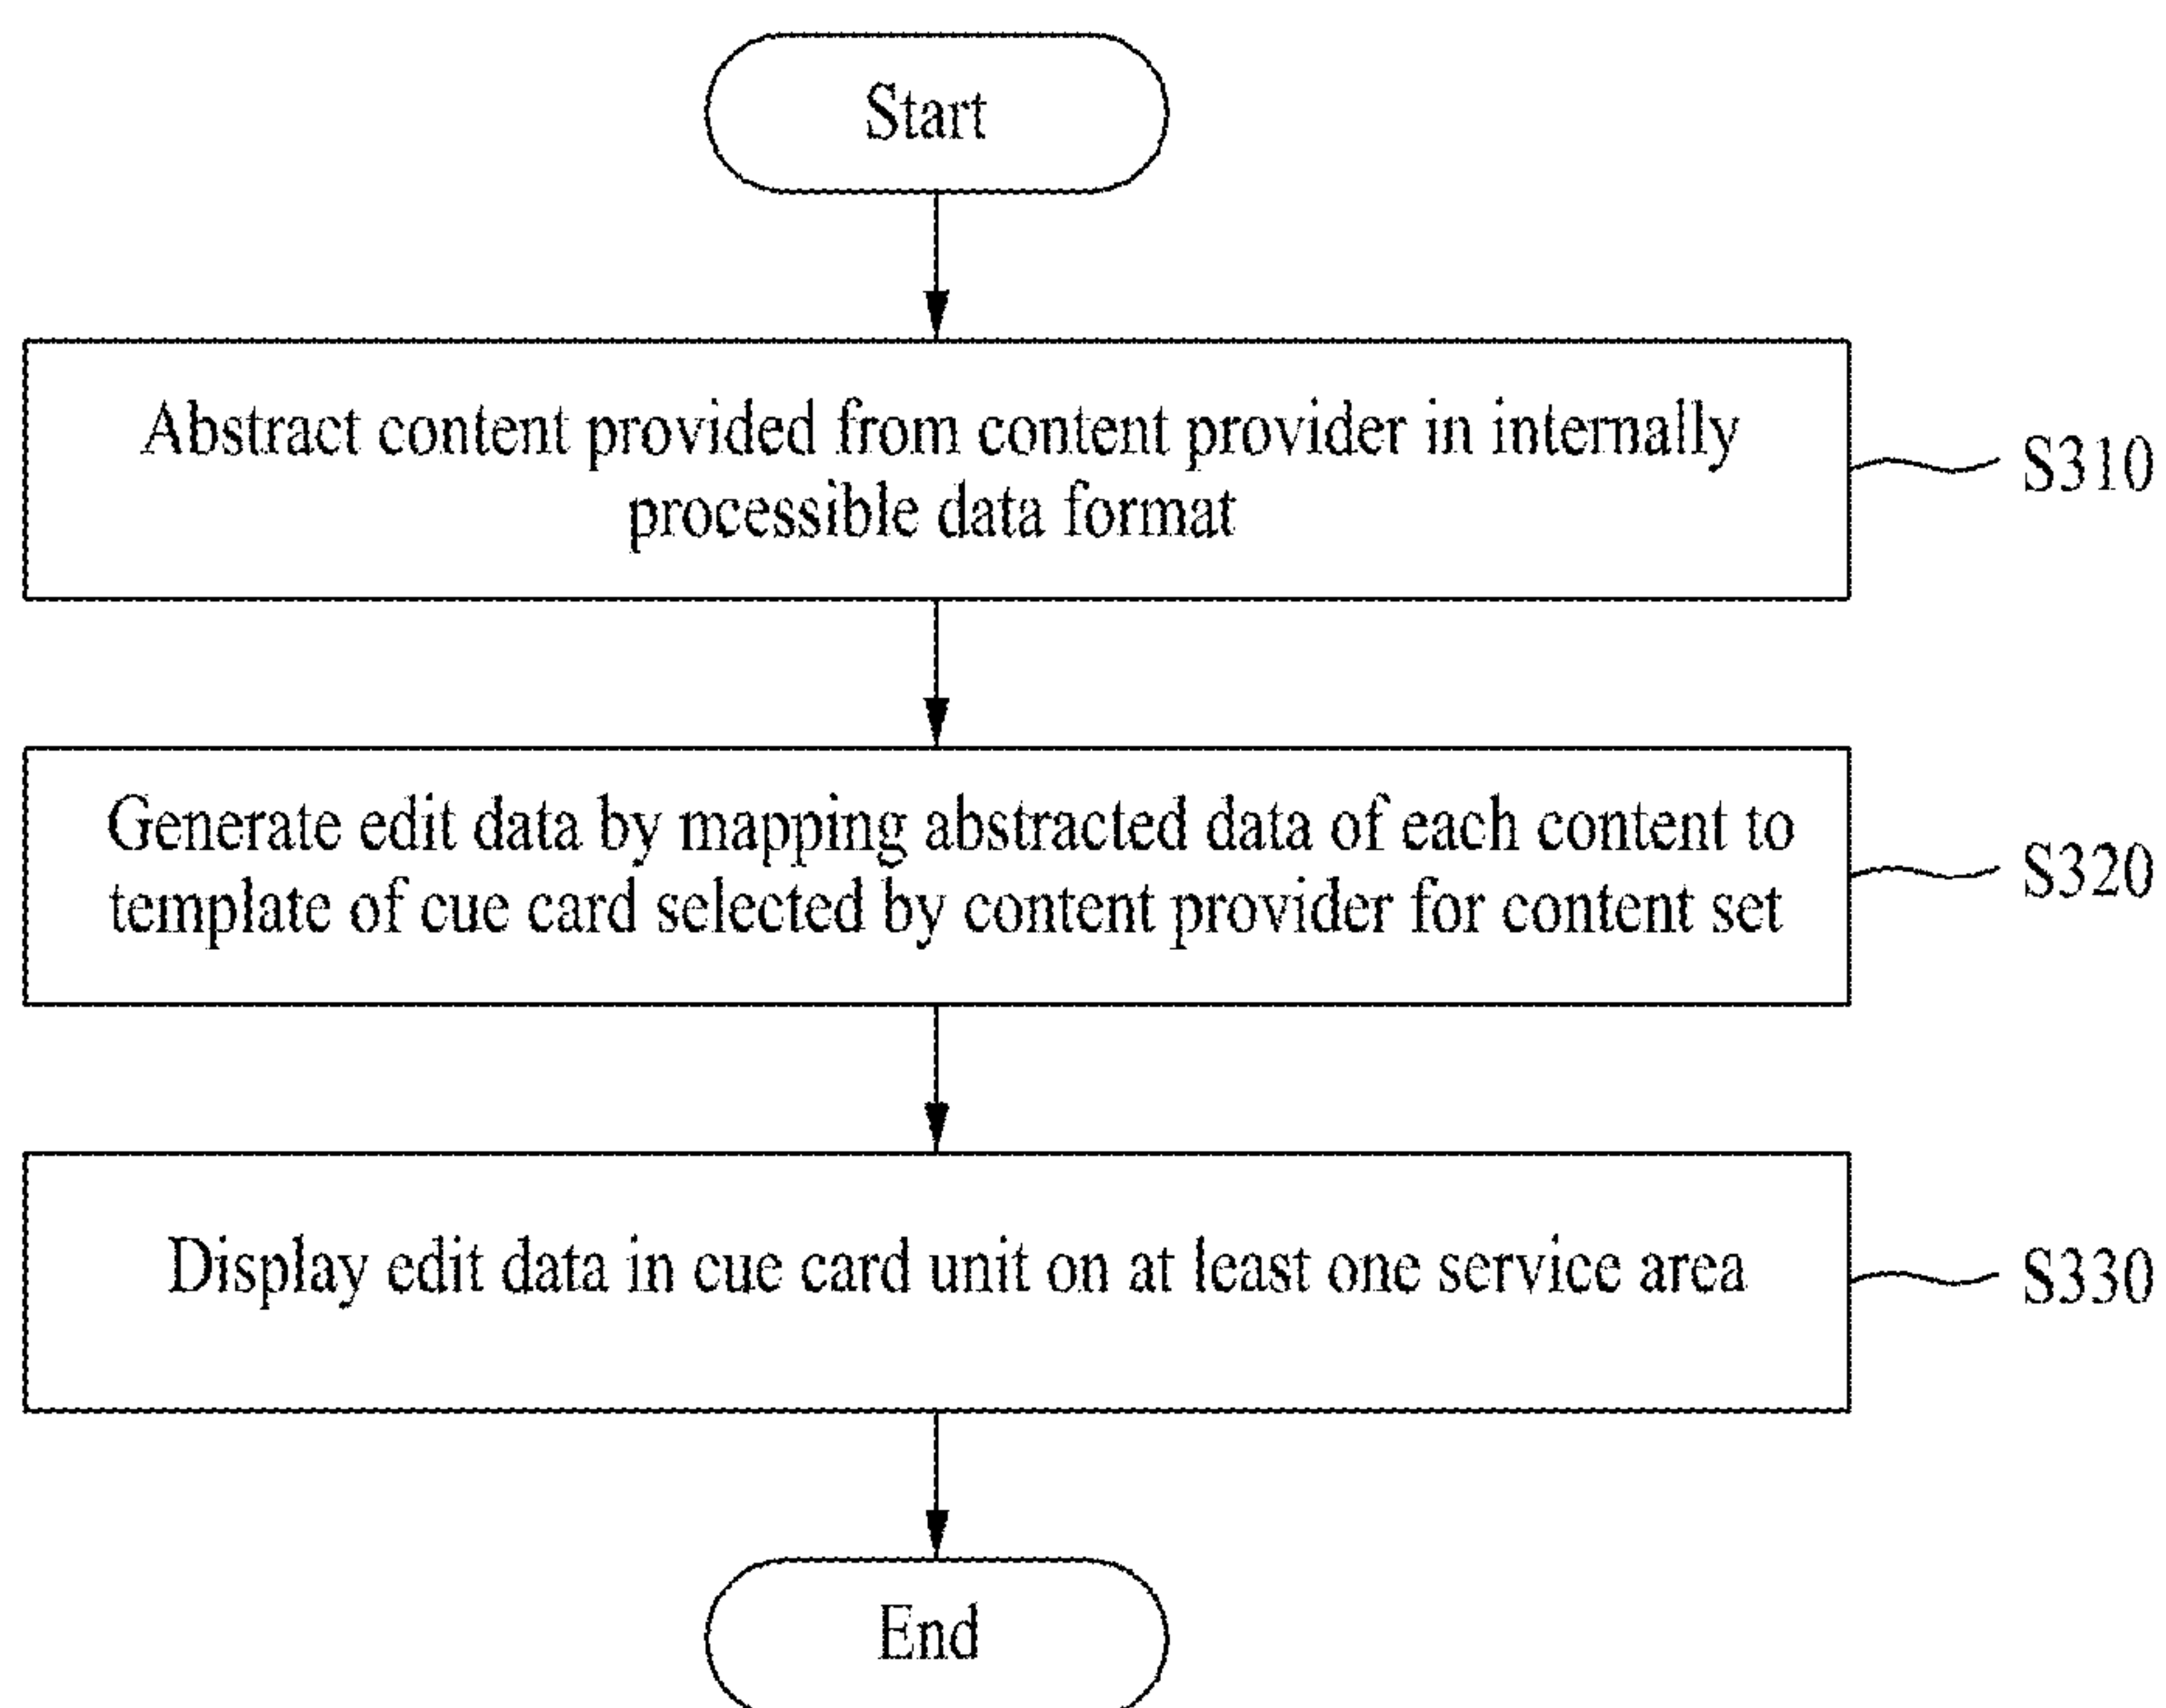 Start
Abstract content provided from content provider in internally
processible data format
S310
Generate edit data by mapping abstracted data of each content to
template of cue card selected by content provider for content set
S320
Display edit data in cue card unit on at least one service area
S330
End